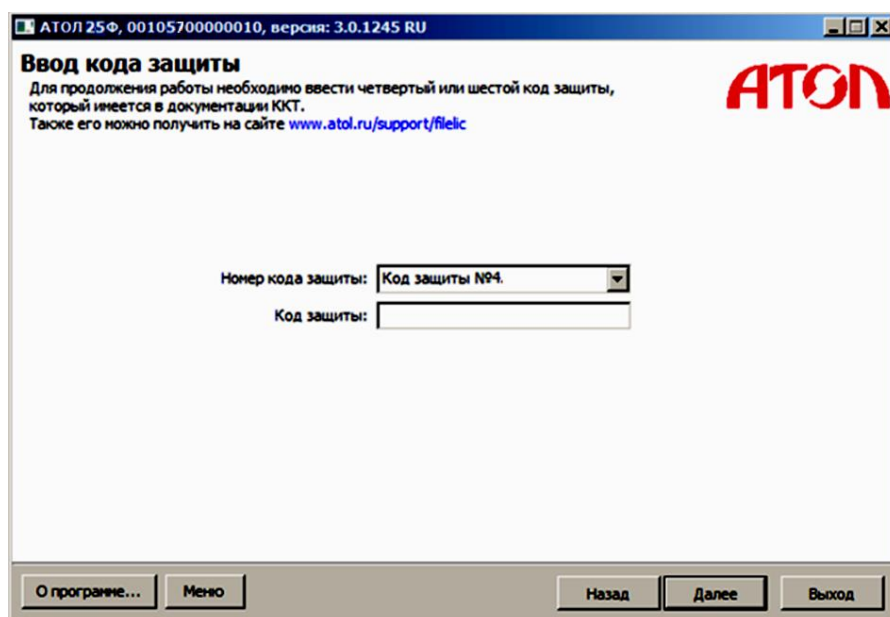 АТОЛ 25Ф, 00105700000010, версия: 3.0.1245 RU
Ввод кода защиты
Для продолжения работы необходимо ввести четвертый или шестой код защиты,
который имеется в документации ККТ.
Также его можно получить на сайте www.atol.ru/support/filelic
АТОЛ
Номер кода защиты: Код защиты №4.
Код защиты:
О программе... Меню Назад Далее Выход